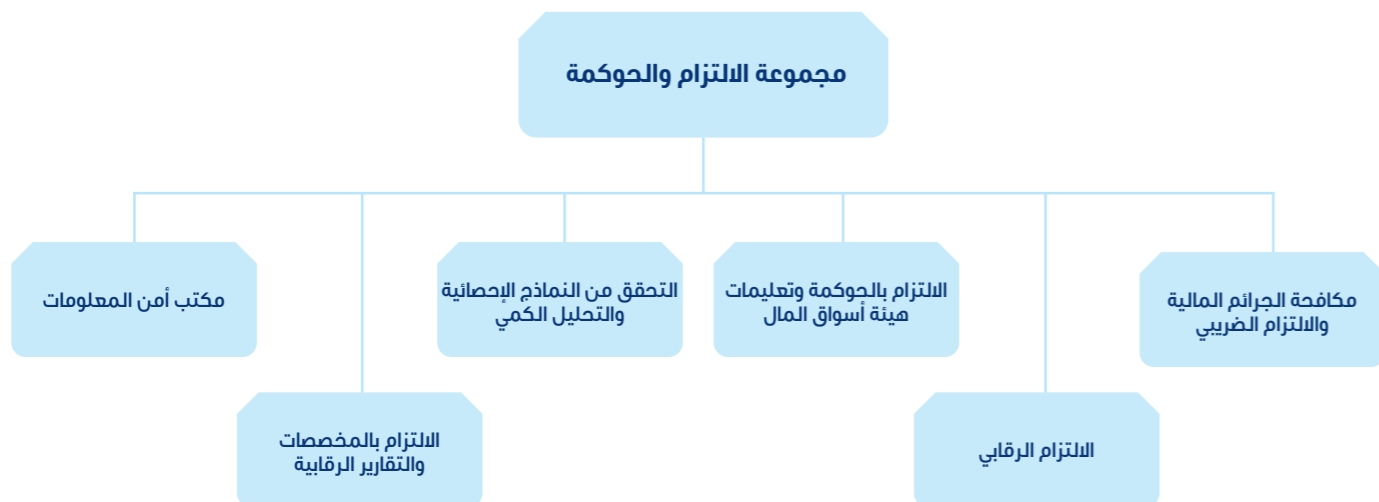 مجموعة الالتزام والحوكمة
مكافحة الجرائم المالية
والالتزام الضريبي
الالتزام الرقابي
الالتزام بالحوكمة وتعليمات
هيئة أسواق المال
التحقق من النماذج الإحصائية
والتحليل الكمي
الالتزام بالمخصصات
والتقارير الرقابية
مكتب أمن المعلومات